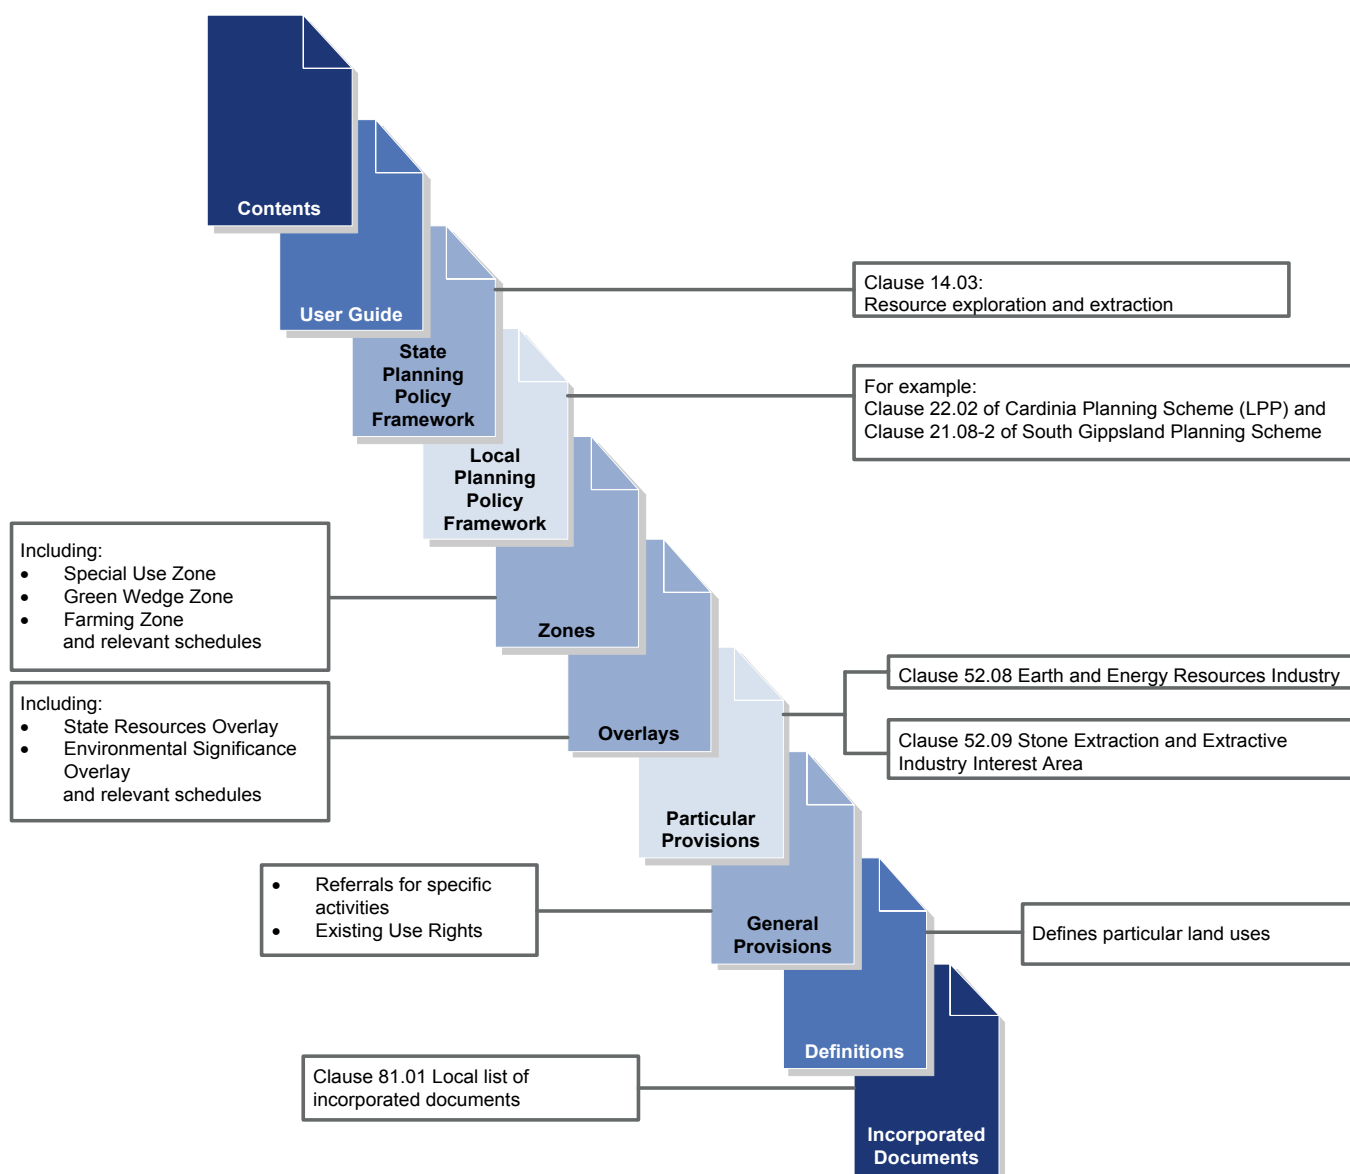 Contents
User Guide
State
Planning
Policy
Framework
Clause 14.03:
Resource exploration and extraction
Local
Planning
Policy
Framework
For example:
Clause 22.02 of Cardinia Planning Scheme (LPP) and
Clause 21.08-2 of South Gippsland Planning Scheme
Zones
Including:
• Special Use Zone
• Green Wedge Zone
• Farming Zone
and relevant schedules
Overlays
Including:
• State Resources Overlay
• Environmental Significance
Overlay
and relevant schedules
Particular
Provisions
Clause 52.08 Earth and Energy Resources Industry
Clause 52.09 Stone Extraction and Extractive
Industry Interest Area
General
Provisions
• Referrals for specific
activities
• Existing Use Rights
Definitions
Defines particular land uses
Incorporated
Documents
Clause 81.01 Local list of
incorporated documents